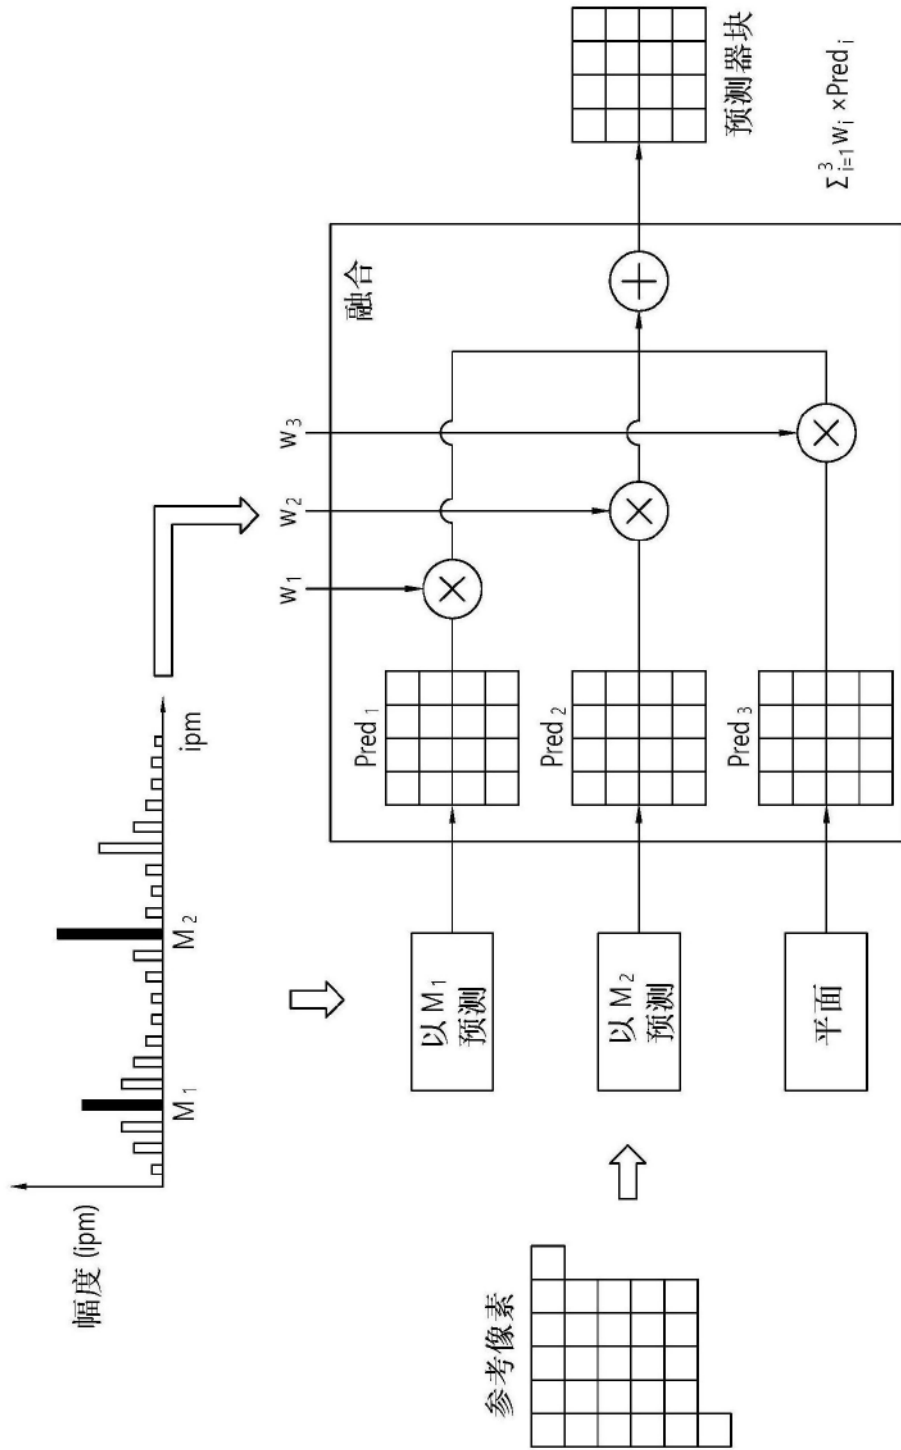 幅度 (ipm)
M1
M2
ipm
w1
w2
w3
融合
Pred 1
Pred 2
Pred 3
以 M1
预测
以 M2
预测
平面
参考像素
预测器块
Σ³ᵢ₌₁ wᵢ ×Predᵢ